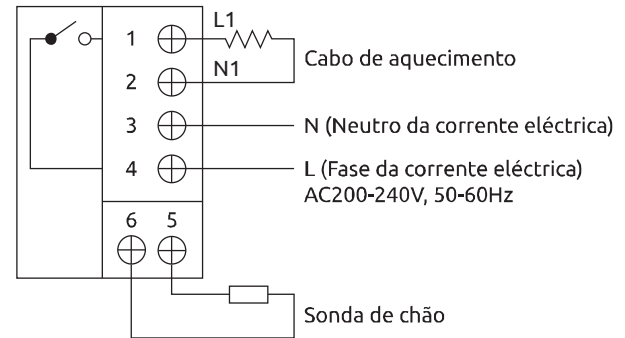 L1
1
Cabo de aquecimento
N1
2
3
N (Neutro da corrente eléctrica)
4
L (Fase da corrente eléctrica)
AC200-240V, 50-60Hz
6 5
Sonda de chão